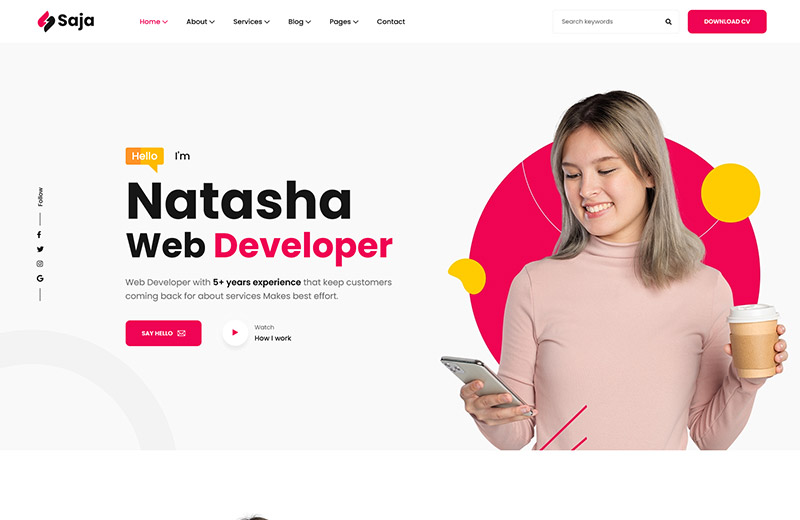 Saja
Home
About
Services
Blog
Pages
Contact
Search keywords
DOWNLOAD CV
Follow
Hello
I'm
Natasha
Web Developer
Web Developer with 5+ years experience that keep customers
coming back for about services Makes best effort.
SAY HELLO
Watch
How I work